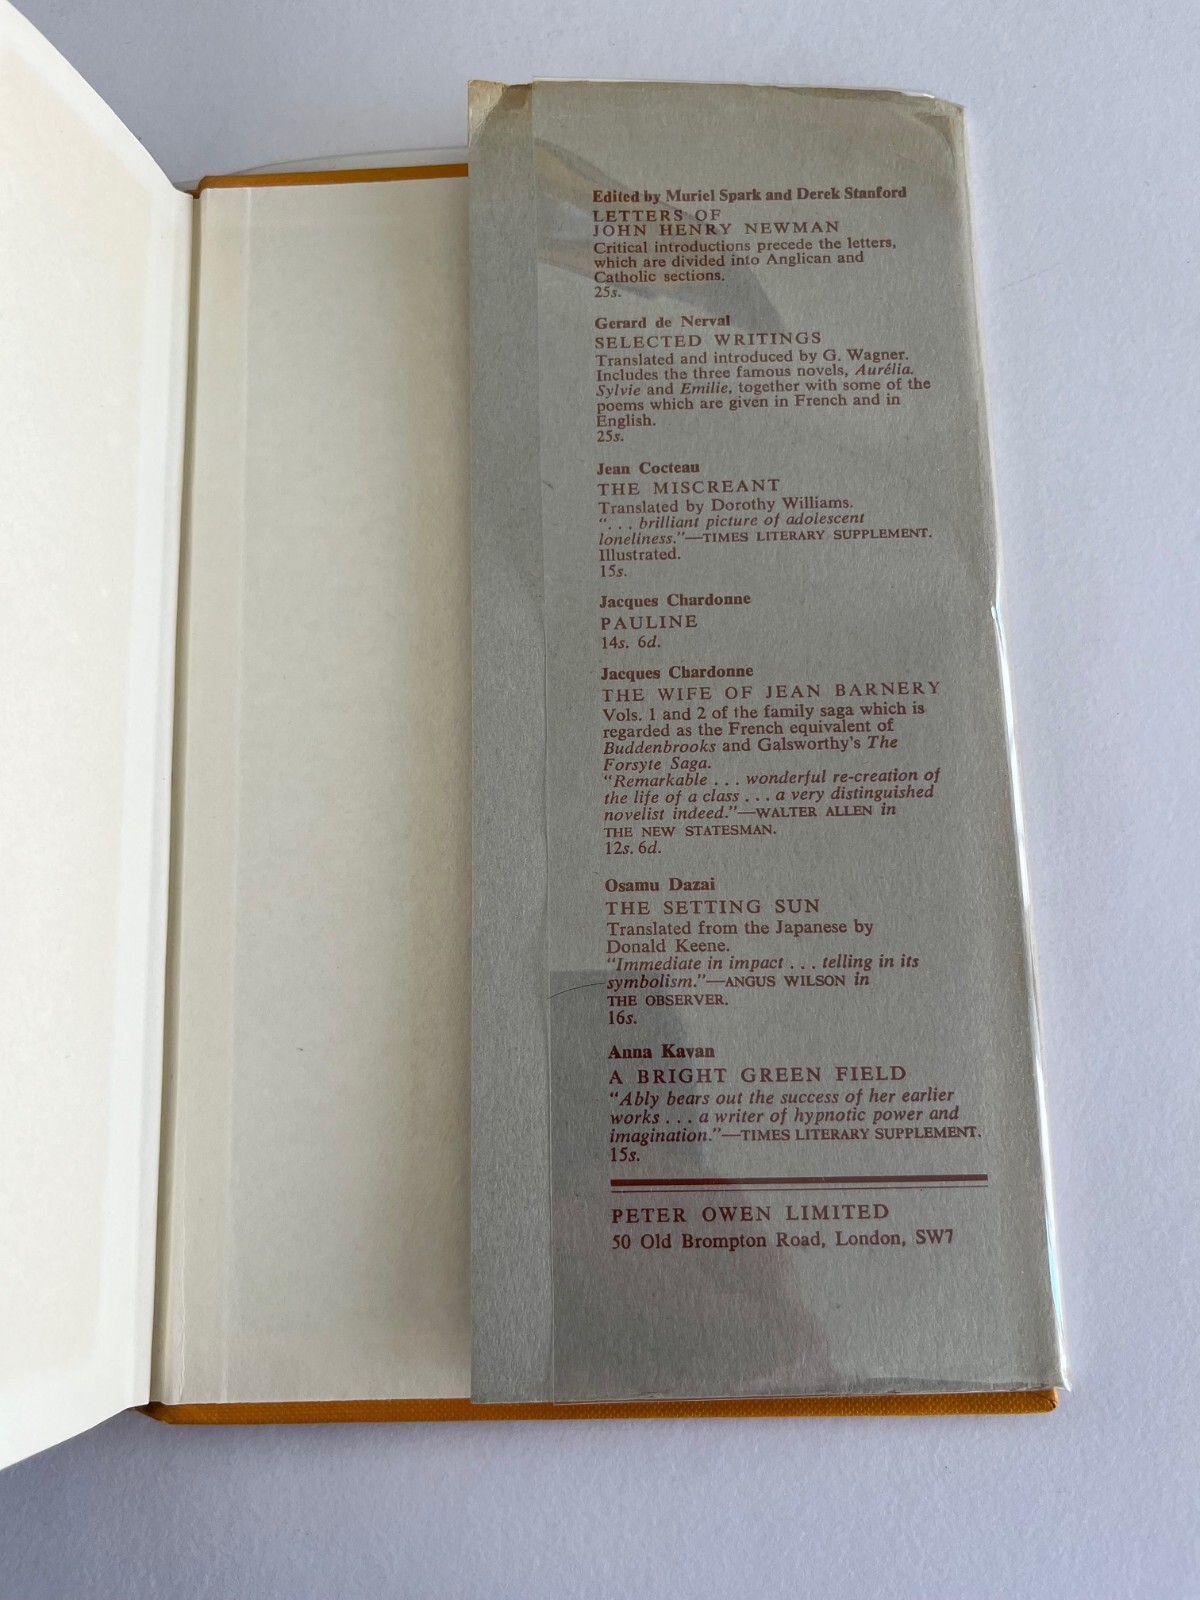 Edited by Muriel Spark and Derek Stanford
LETTERS OF
JOHN HENRY NEWMAN
Critical introductions precede the letters,
which are divided into Anglican and
Catholic sections.
25s.
Gerard de Nerval
SELECTED WRITINGS
Translated and introduced by G. Wagner.
Includes the three famous novels, Aurélia.
Sylvie and Emilie, together with some of the
poems which are given in French and in
English.
25s.
Jean Cocteau
THE MISCREANT
Translated by Dorothy Williams.
“. . . brilliant picture of adolescent
loneliness.”—TIMES LITERARY SUPPLEMENT.
Illustrated.
15s.
Jacques Chardonne
PAULINE
14s. 6d.
Jacques Chardonne
THE WIFE OF JEAN BARNERY
Vols. 1 and 2 of the family saga which is
regarded as the French equivalent of
Buddenbrooks and Galsworthy’s The
Forsyte Saga.
“Remarkable . . . wonderful re-creation of
the life of a class . . . a very distinguished
novelist indeed.”—WALTER ALLEN in
THE NEW STATESMAN.
12s. 6d.
Osamu Dazai
THE SETTING SUN
Translated from the Japanese by
Donald Keene.
“Immediate in impact . . . telling in its
symbolism.”—ANGUS WILSON in
THE OBSERVER.
16s.
Anna Kavan
A BRIGHT GREEN FIELD
“Ably bears out the success of her earlier
works . . . a writer of hypnotic power and
imagination.”—TIMES LITERARY SUPPLEMENT.
15s.
PETER OWEN LIMITED
50 Old Brompton Road, London, SW7